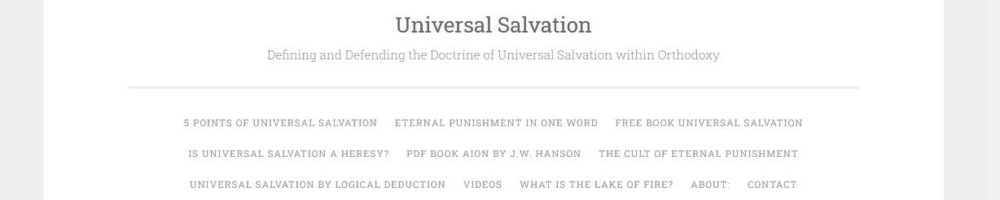 Universal Salvation
Defining and Defending the Doctrine of Universal Salvation within Orthodoxy
5 POINTS OF UNIVERSAL SALVATION ETERNAL PUNISHMENT IN ONE WORD FREE BOOK UNIVERSAL SALVATION
IS UNIVERSAL SALVATION A HERESY? PDF BOOK AION BY J.W. HANSON THE CULT OF ETERNAL PUNISHMENT
UNIVERSAL SALVATION BY LOGICAL DEDUCTION VIDEOS WHAT IS THE LAKE OF FIRE? ABOUT: CONTACT